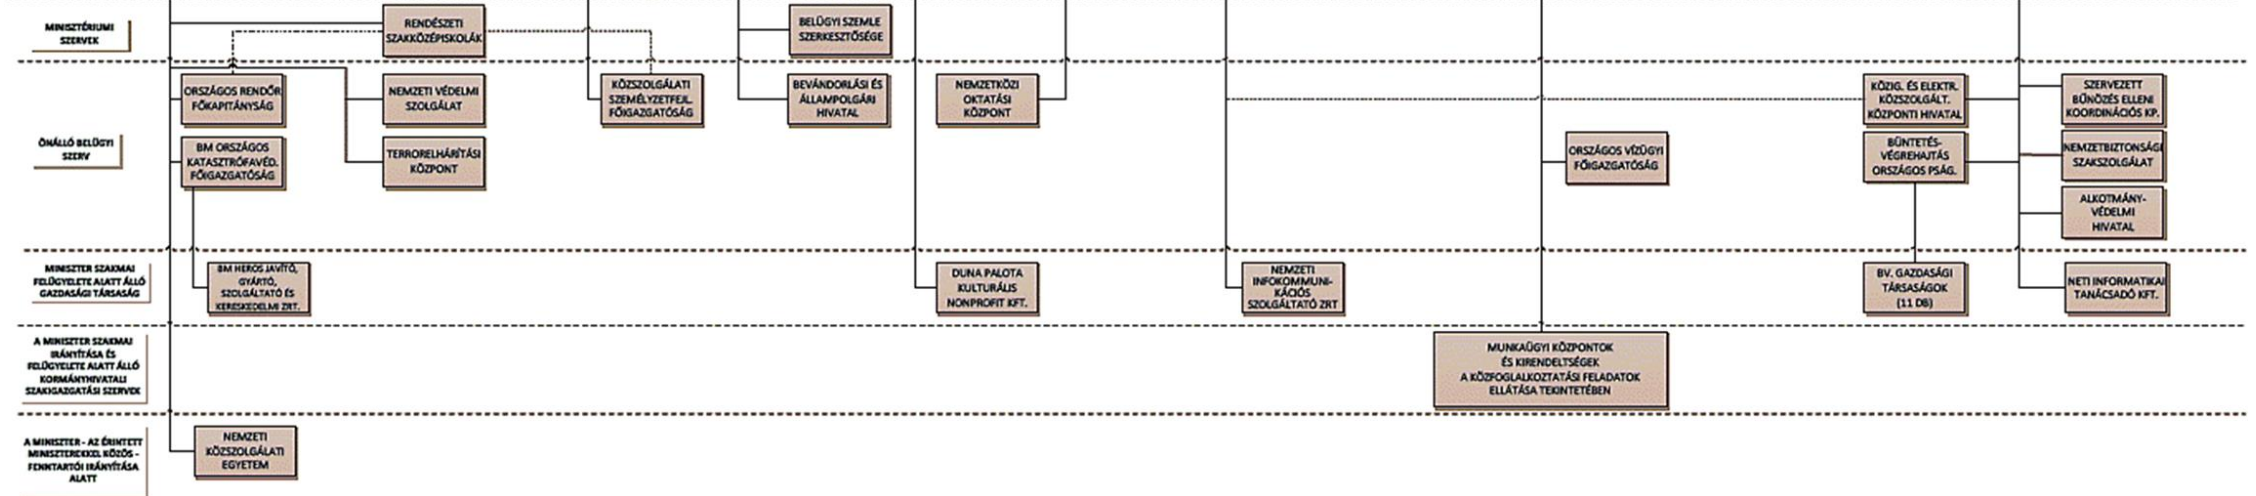 MINISZTÉRIUMI
SZERVEK
RENDÉSZETI
SZAKKÖZÉPISKOLÁK
BELÜGYI SZEMLE
SZERKESZTŐSÉGE
ÖNÁLLÓ BELÜGYI
SZERV
ORSZÁGOS RENDŐR
FŐKAPITÁNYSÁG
NEMZETI VÉDELMI
SZOLGÁLAT
KÖZSZOLGÁLATI
SZEMÉLYZETFEJL.
FŐIGAZGATÓSÁG
BEVÁNDORLÁSI ÉS
ÁLLAMPOLGÁRI
HIVATAL
NEMZETKÖZI
OKTATÁSI
KÖZPONT
KÖZIG. ÉS ELEKTR.
KÖZSZOLGÁLT.
KÖZPONTI HIVATAL
SZERVEZETT
BŰNÖZÉS ELLENI
KOORDINÁCIÓS KP.
BM ORSZÁGOS
KATASZTRÓFAVÉD.
FŐIGAZGATÓSÁG
TERRORELHÁRÍTÁSI
KÖZPONT
ORSZÁGOS VÍZÜGYI
FŐIGAZGATÓSÁG
BÜNTETÉS-
VÉGREHAJTÁS
ORSZÁGOS PSÁG.
NEMZETBIZTONSÁGI
SZAKSZOLGÁLAT
ALKOTMÁNY-
VÉDELMI
HIVATAL
MINISZTER SZAKMAI
FELÜGYELETE ALATT ÁLLÓ
GAZDASÁGI TÁRSASÁG
BM HEROS JAVÍTÓ,
GYÁRTÓ,
SZOLGÁLTATÓ ÉS
KERESKEDELMI ZRT.
DUNA PALOTA
KULTURÁLIS
NONPROFIT KFT.
NEMZETI
INFOKOMMUNI-
KÁCIÓS
SZOLGÁLTATÓ ZRT
BV. GAZDASÁGI
TÁRSASÁGOK
(11 DB)
NETI INFORMATIKAI
TANÁCSADÓ KFT.
A MINISZTER SZAKMAI
IRÁNYÍTÁSA ÉS
FELÜGYELETE ALATT ÁLLÓ
KORMÁNYHIVATALI
SZAKIGAZGATÁSI SZERVEK
MUNKAÜGYI KÖZPONTOK
ÉS KIRENDELTSÉGEK
A KÖZFOGLALKOZTATÁSI FELADATOK
ELLÁTÁSA TEKINTETÉBEN
A MINISZTER - AZ ÉRINTETT
MINISZTEREKKEL KÖZÖS -
FENNTARTÓI IRÁNYÍTÁSA
ALATT
NEMZETI
KÖZSZOLGÁLATI
EGYETEM